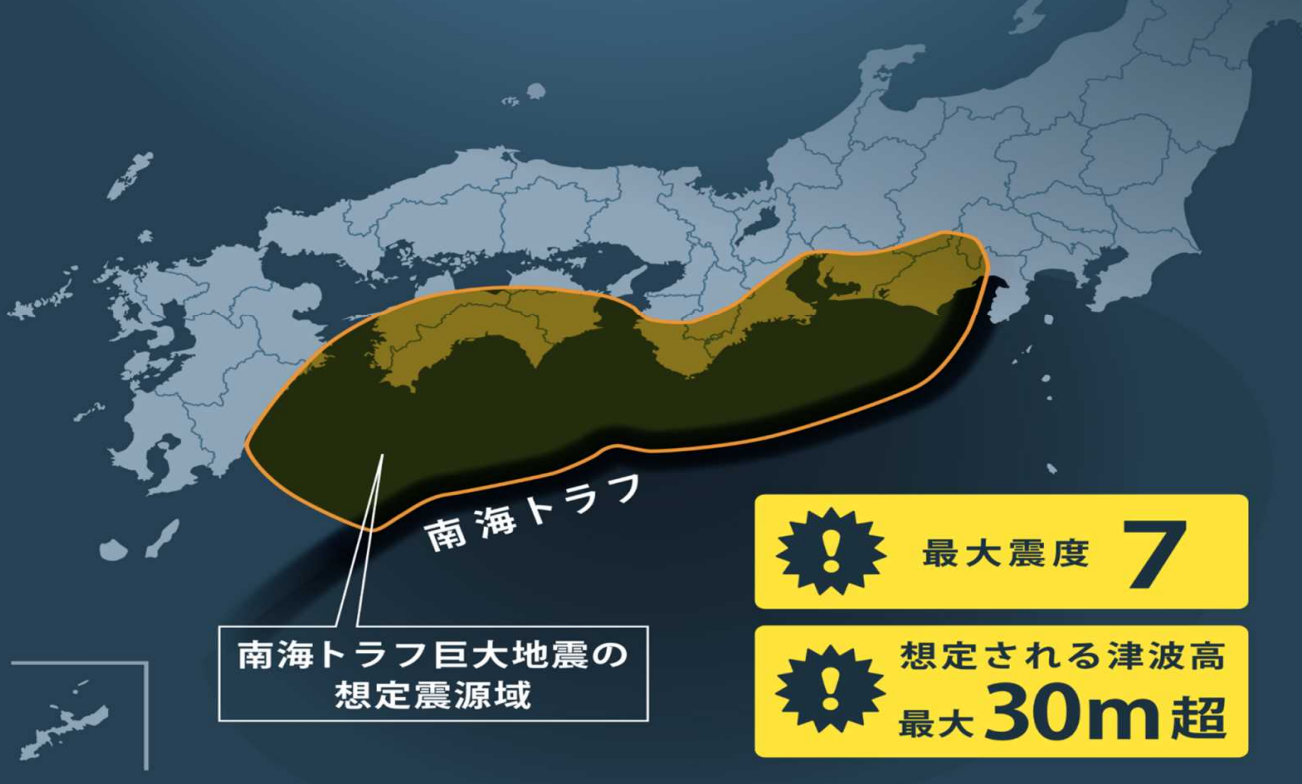 南海トラフ
南海トラフ巨大地震の
想定震源域
最大震度 7
想定される津波高
最大30m超